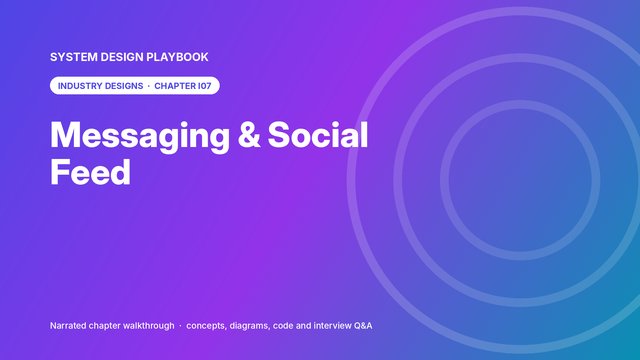 SYSTEM DESIGN PLAYBOOK
INDUSTRY DESIGNS · CHAPTER I07
Messaging & Social
Feed
Narrated chapter walkthrough · concepts, diagrams, code and interview Q&A